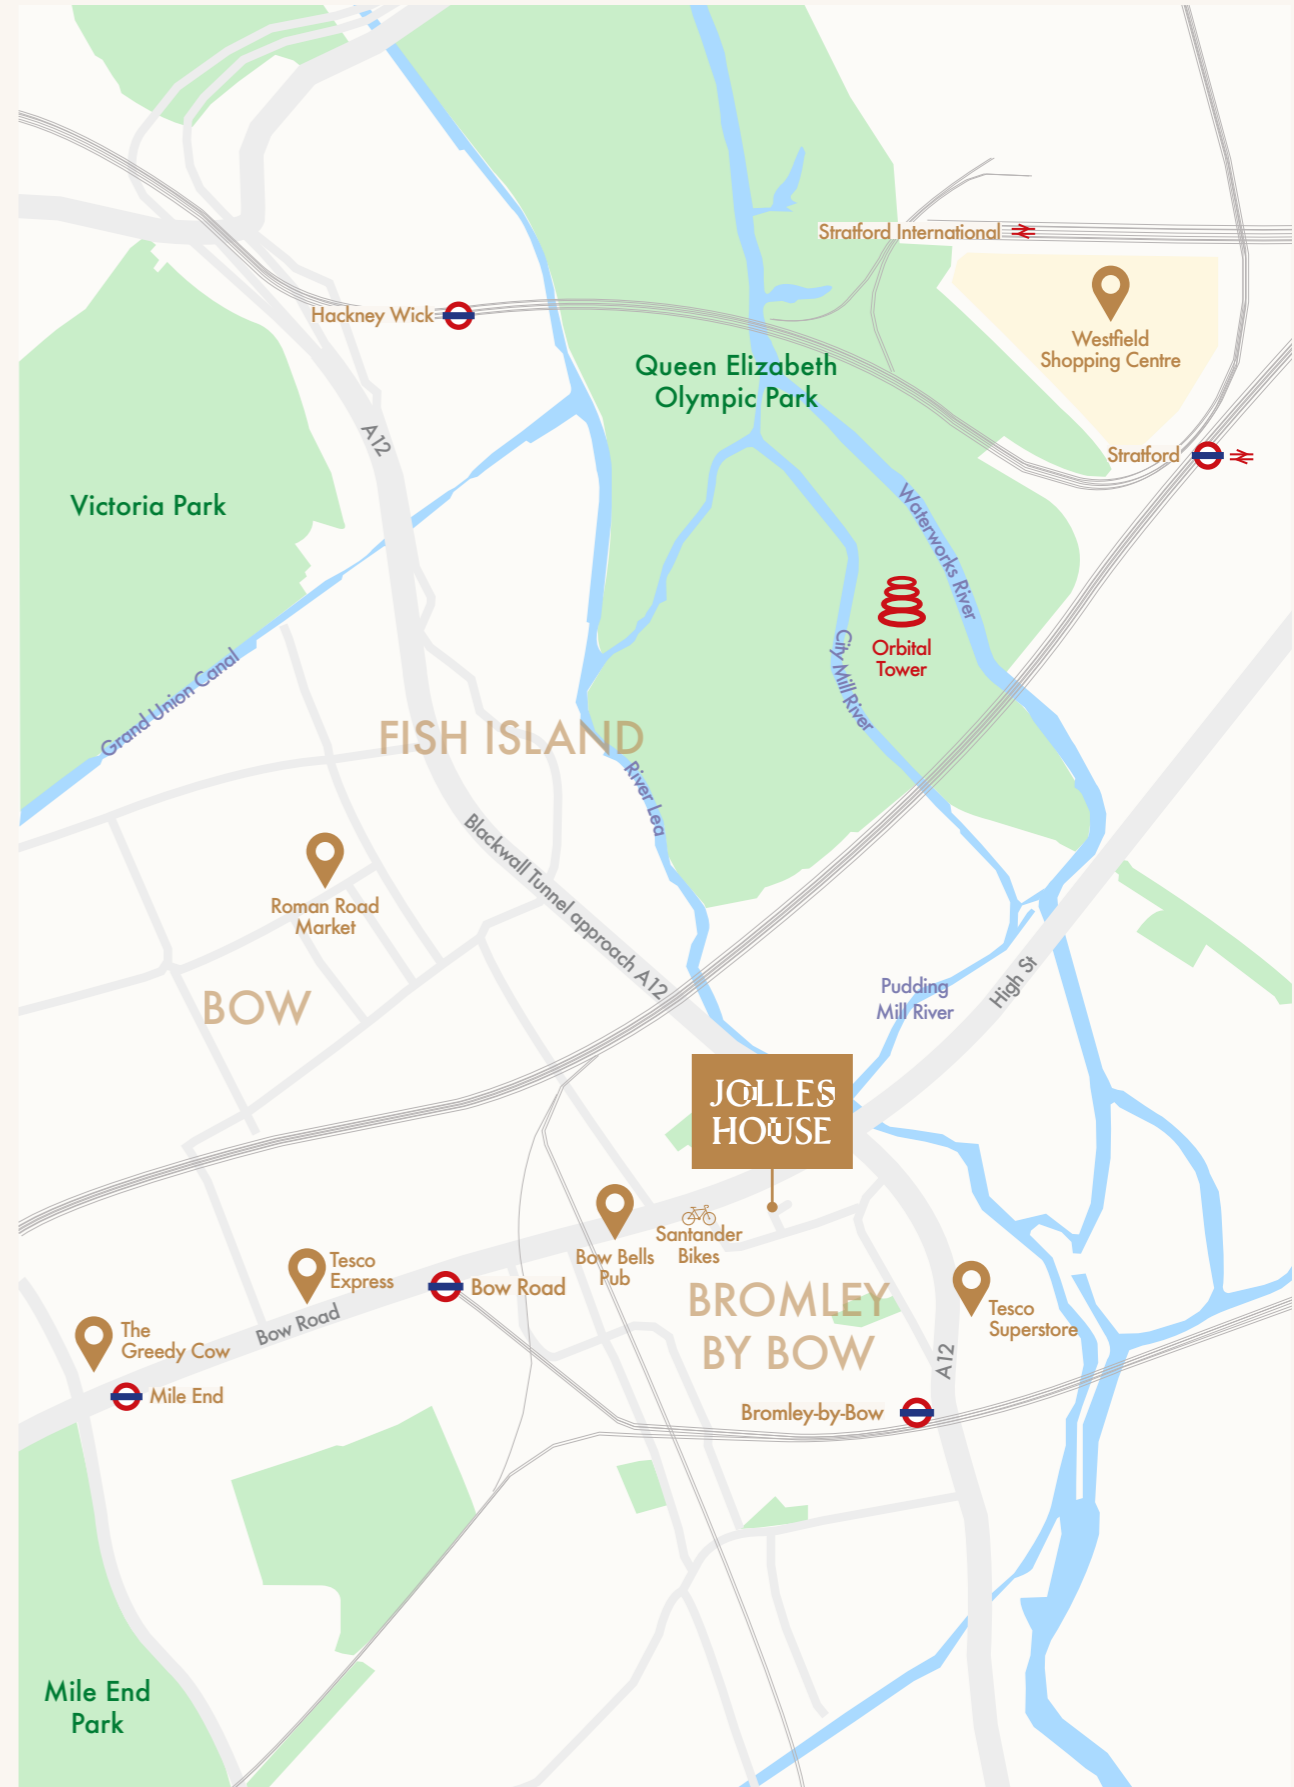 Stratford International
Westfield
Shopping Centre
Hackney Wick
Queen Elizabeth
Olympic Park
A12
Stratford
Victoria Park
Waterworks River
Orbital
Tower
City Mill River
Grand Union Canal
FISH ISLAND
River Lea
Blackwall Tunnel approach A12
Roman Road
Market
BOW
Pudding
Mill River
High St
JOLLES
HOUSE
Santander
Bikes
Bow Bells
Pub
Tesco
Express
Bow Road
Bow Road
BROMLEY
BY BOW
Tesco
Superstore
The
Greedy Cow
A12
Mile End
Bromley-by-Bow
Mile End
Park